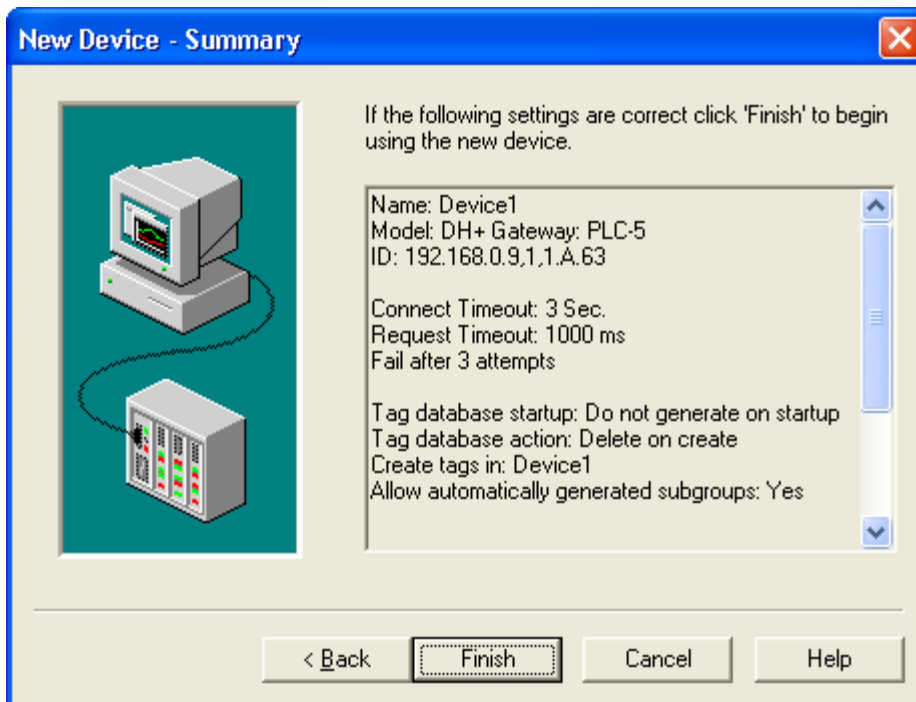 New Device - Summary
If the following settings are correct click 'Finish' to begin
using the new device.
Name: Device1
Model: DH+ Gateway: PLC-5
ID: 192.168.0.9,1,1.A.63
Connect Timeout: 3 Sec.
Request Timeout: 1000 ms
Fail after 3 attempts
Tag database startup: Do not generate on startup
Tag database action: Delete on create
Create tags in: Device1
Allow automatically generated subgroups: Yes
< Back Finish Cancel Help